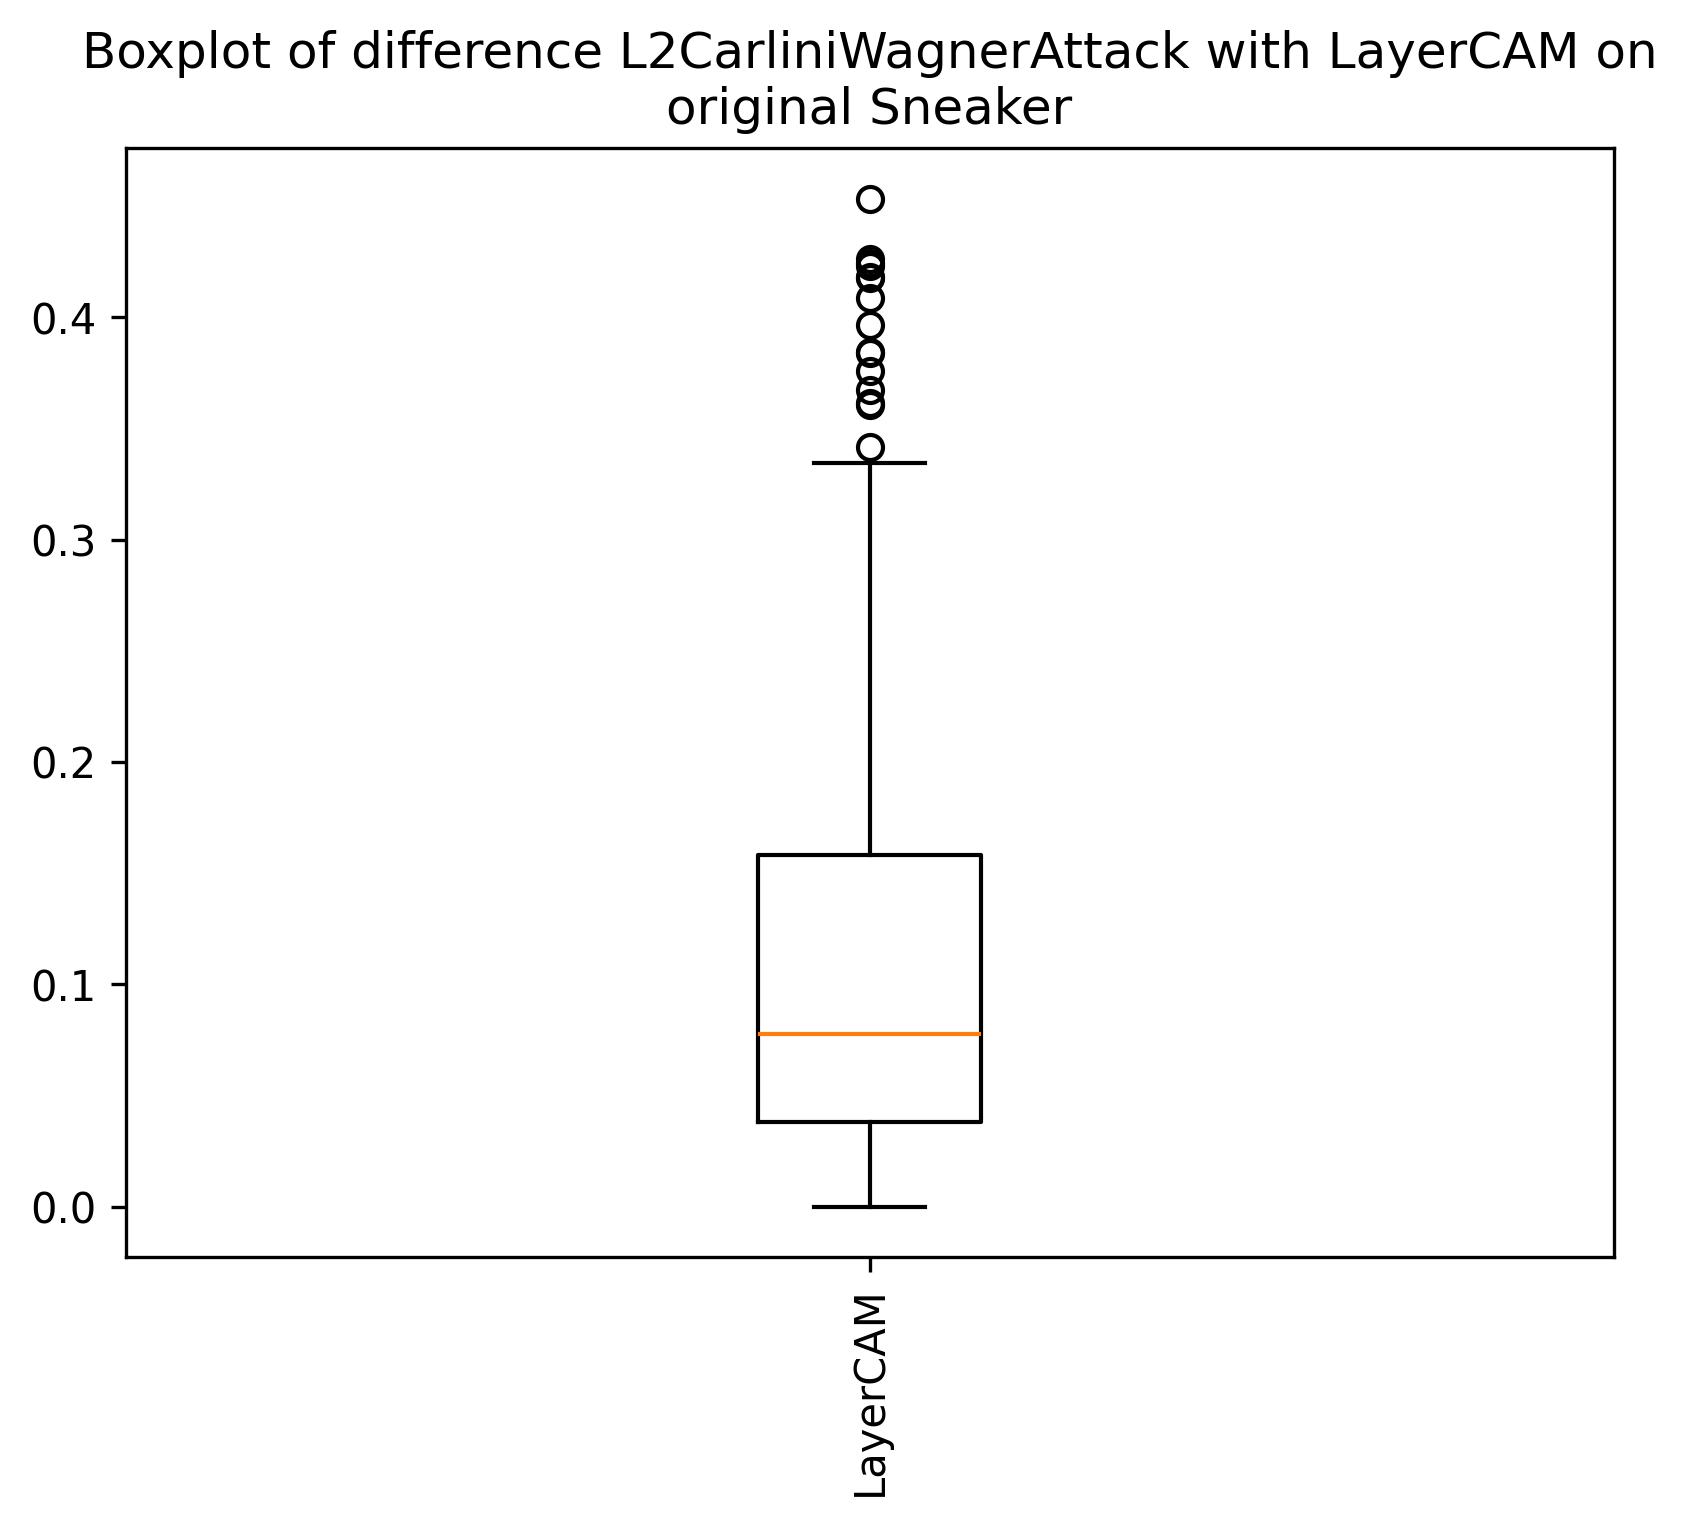 Boxplot of difference L2CarliniWagnerAttack with LayerCAM on
original Sneaker
0.4
0.3
0.2
0.1
0.0
LayerCAM